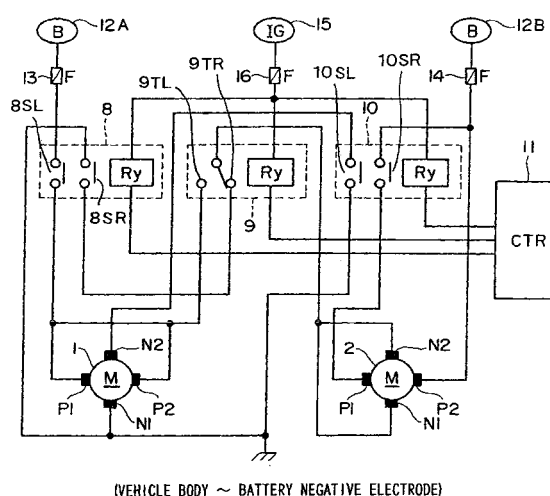 12A 15 12B
B IG B
13 F 16 F 14 F
8SL 8 9TL 9TR 10SL 10SR 10
Ry Ry Ry
8SR 9
11
CTR
1 N2 2 N2
M M
P1 P2 P1 P2
N1 N1
(VEHICLE BODY ~ BATTERY NEGATIVE ELECTRODE)